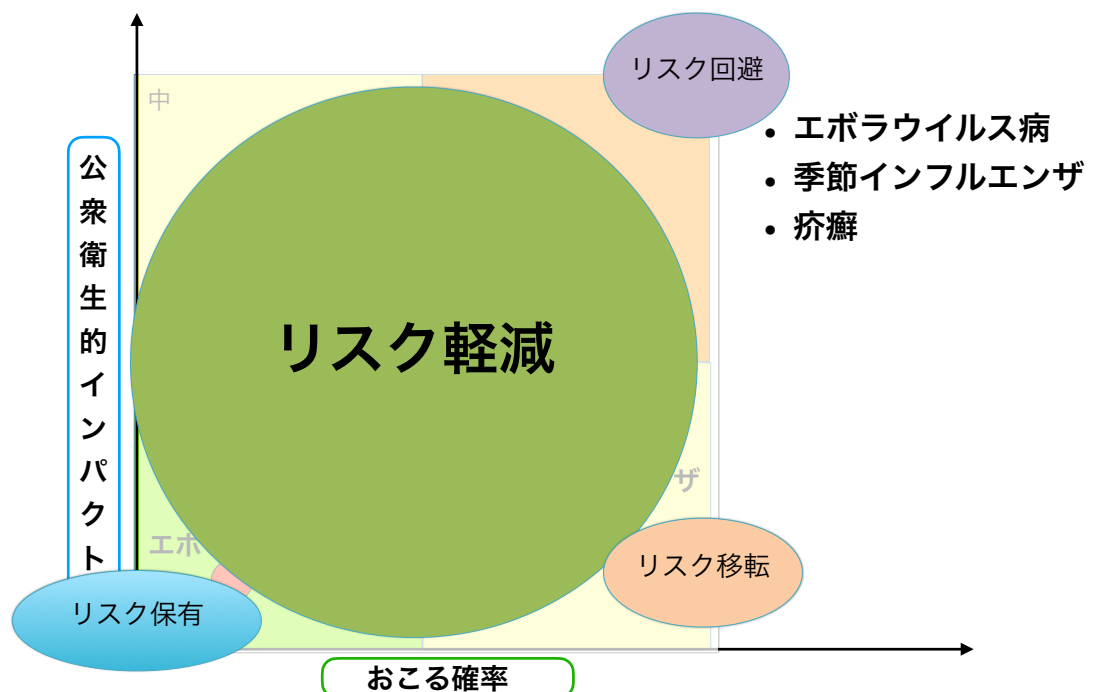 リスク回避
中
エボラウイルス病
季節インフルエンザ
疥癬
公衆衛生的インパクト
リスク軽減
ザ
エボ
リスク移転
リスク保有
おこる確率